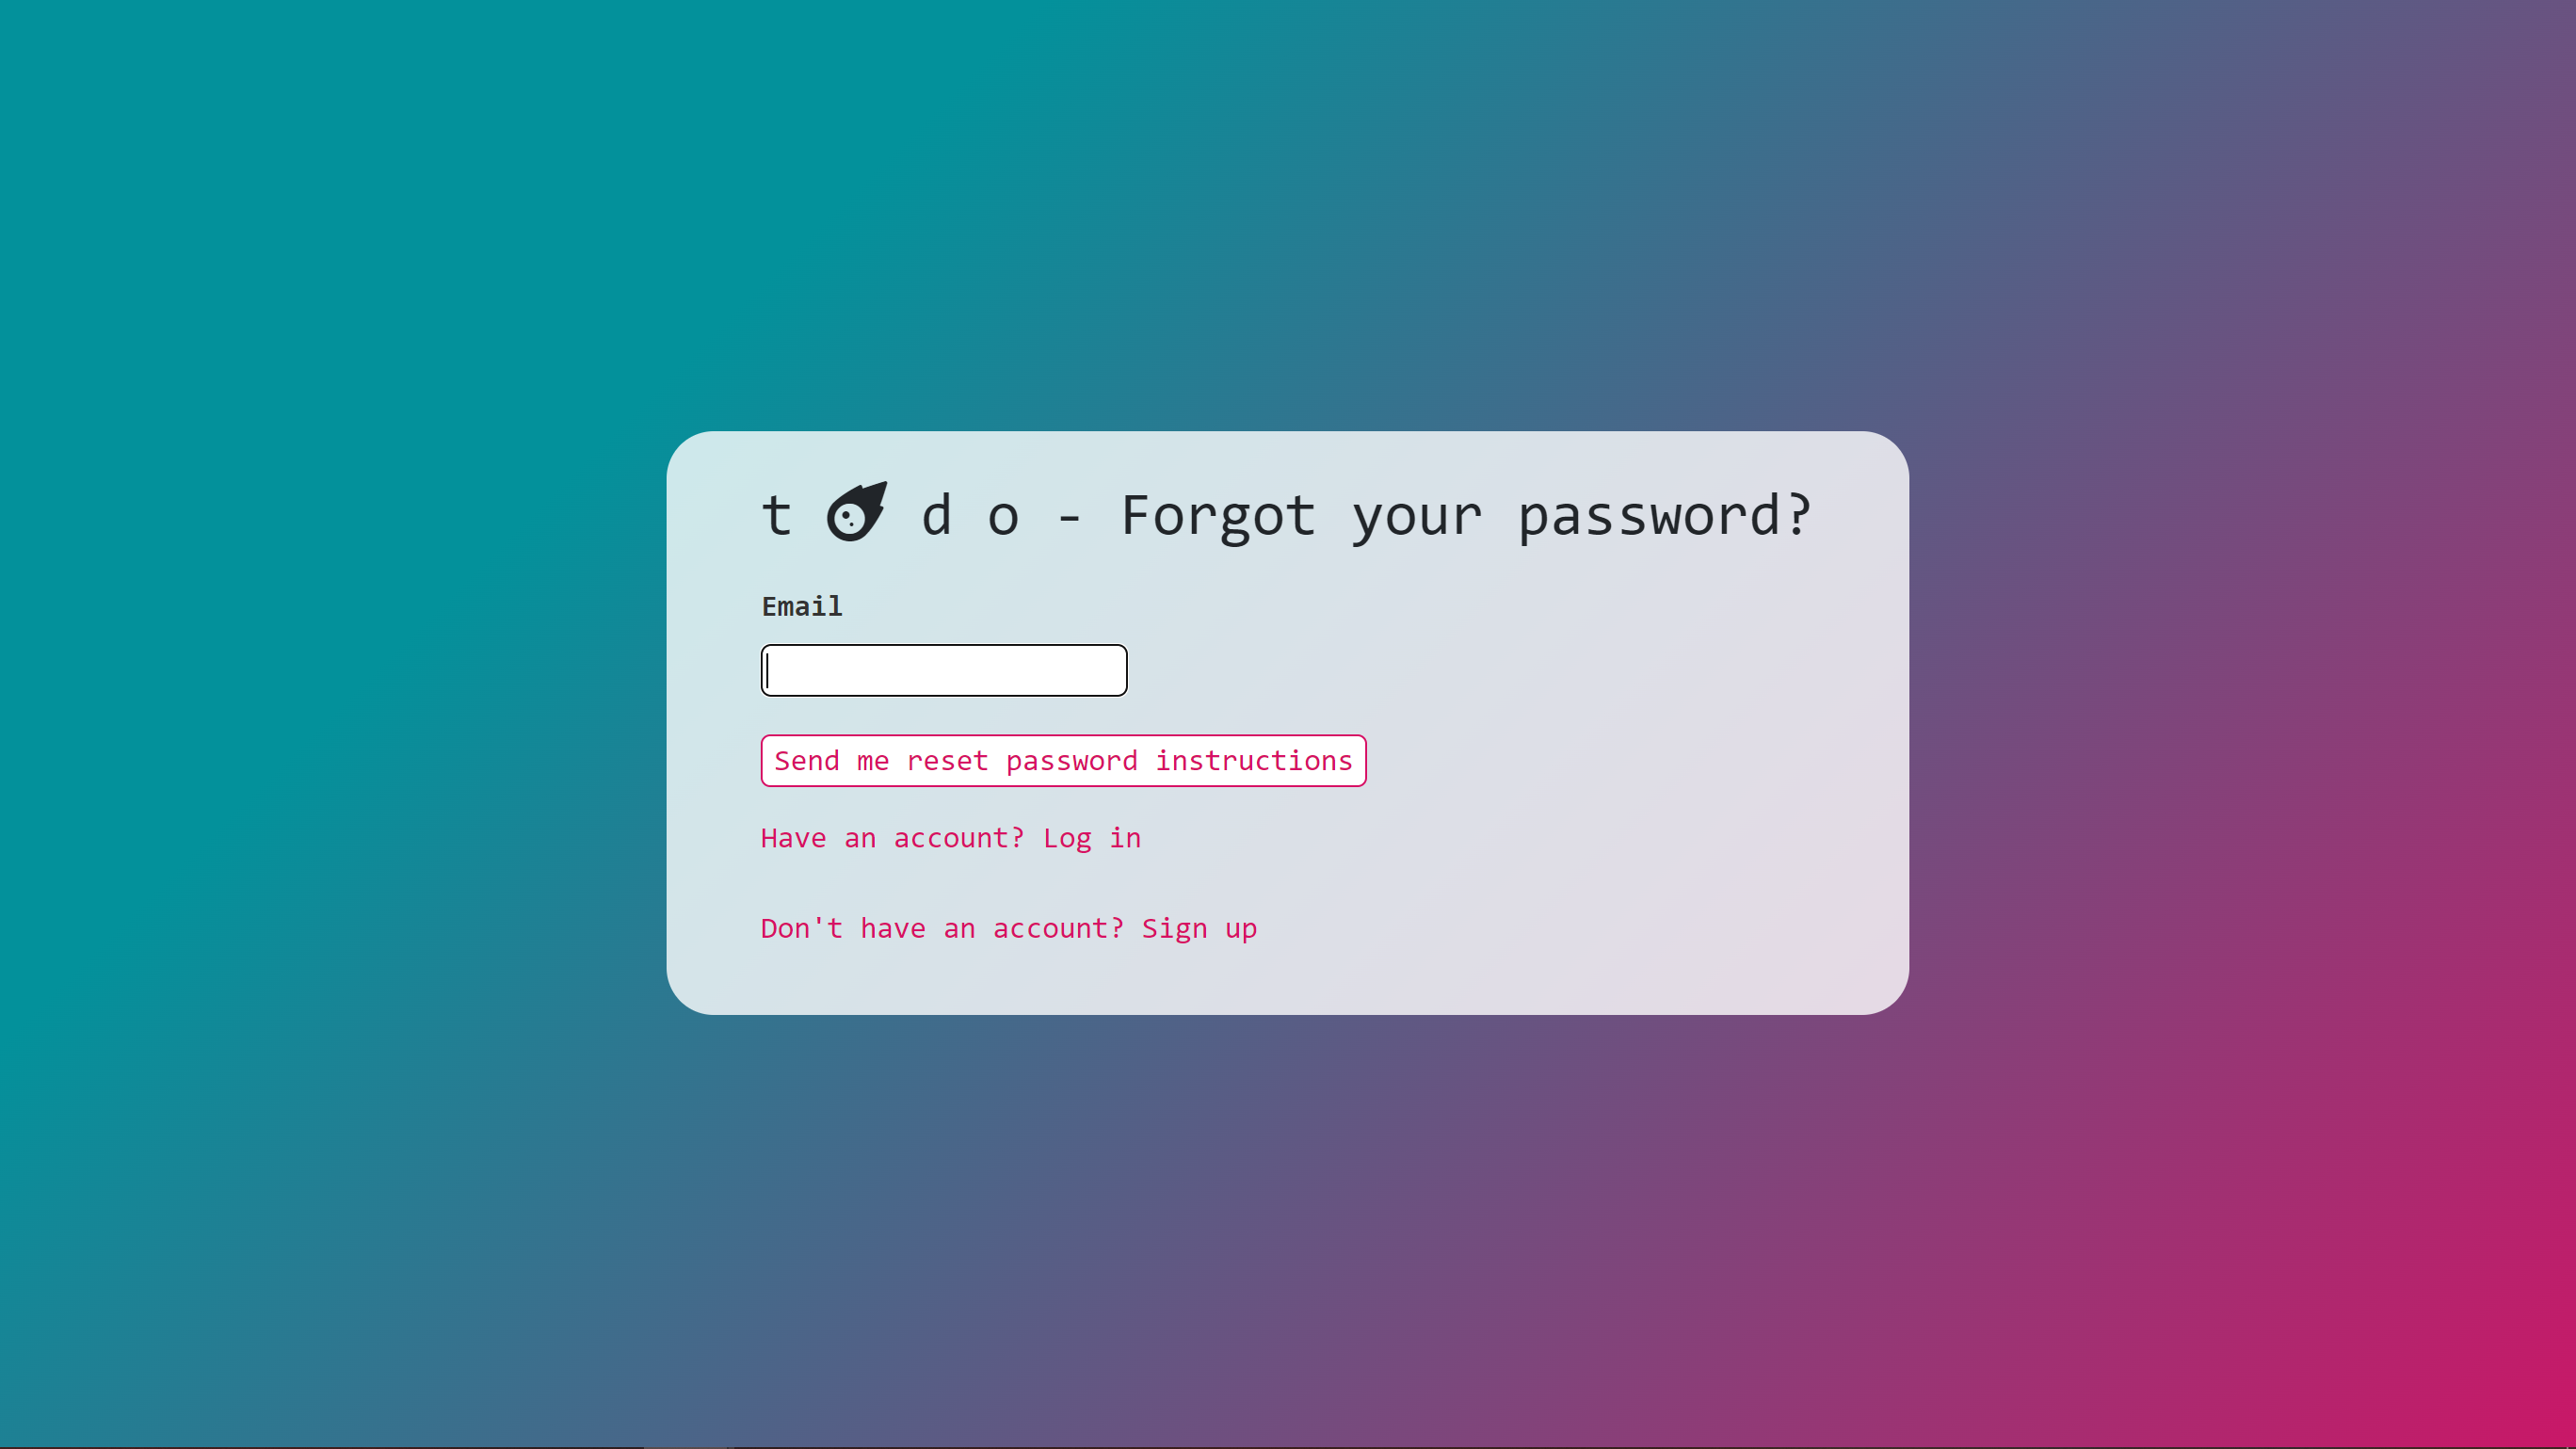 t d o - Forgot your password?
Email
Send me reset password instructions
Have an account? Log in
Don't have an account? Sign up